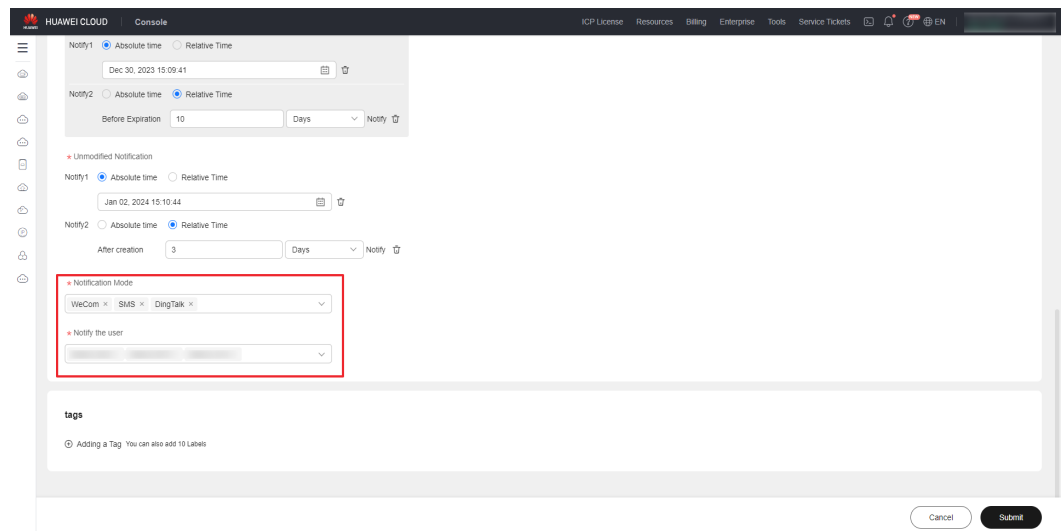 HUAWEI HUAWEI CLOUD Console ICP License Resources Billing Enterprise Tools Service Tickets NEW EN
Notify1 Absolute time Relative Time
Dec 30, 2023 15:09:41
Notify2 Absolute time Relative Time
Before Expiration 10 Days Notify
* Unmodified Notification
Notify1 Absolute time Relative Time
Jan 02, 2024 15:10:44
Notify2 Absolute time Relative Time
After creation 3 Days Notify
* Notification Mode
WeCom × SMS × DingTalk ×
* Notify the user
tags
Adding a Tag You can also add 10 Labels
Cancel Submit